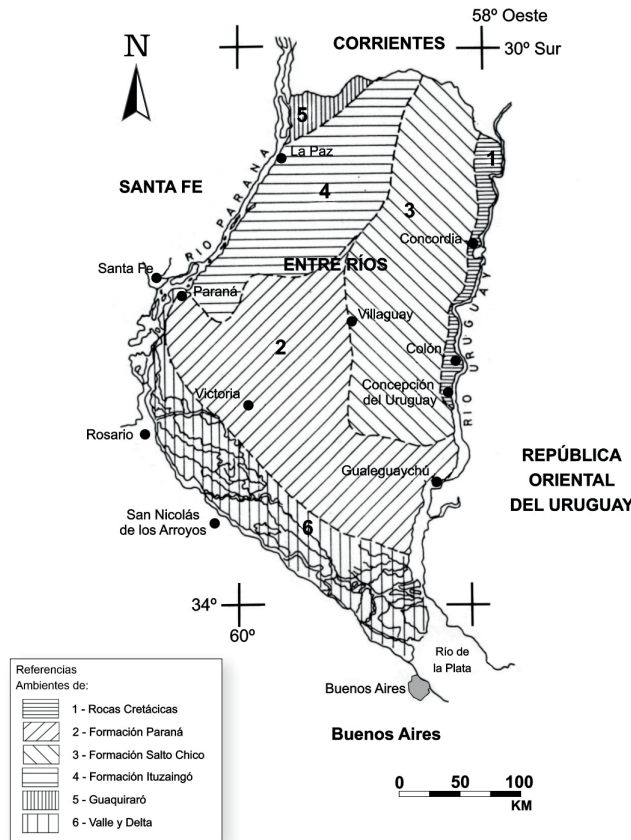 58º Oeste
N
CORRIENTES
30º Sur
5
La Paz
1
SANTA FE
RIO PARANA
4
3
Concordia
Santa Fe
ENTRE RÍOS
Paraná
Villaguay
2
RIO URUGUAY
Colón
Victoria
Concepción
del Uruguay
Rosario
REPÚBLICA
ORIENTAL
DEL URUGUAY
Gualeguaychú
San Nicolás
de los Arroyos
6
34º
60º
Río de
la Plata
Buenos Aires
Buenos Aires
0 50 100
KM
Referencias
Ambientes de:
1 - Rocas Cretácicas
2 - Formación Paraná
3 - Formación Salto Chico
4 - Formación Ituzaingó
5 - Guaquiraró
6 - Valle y Delta